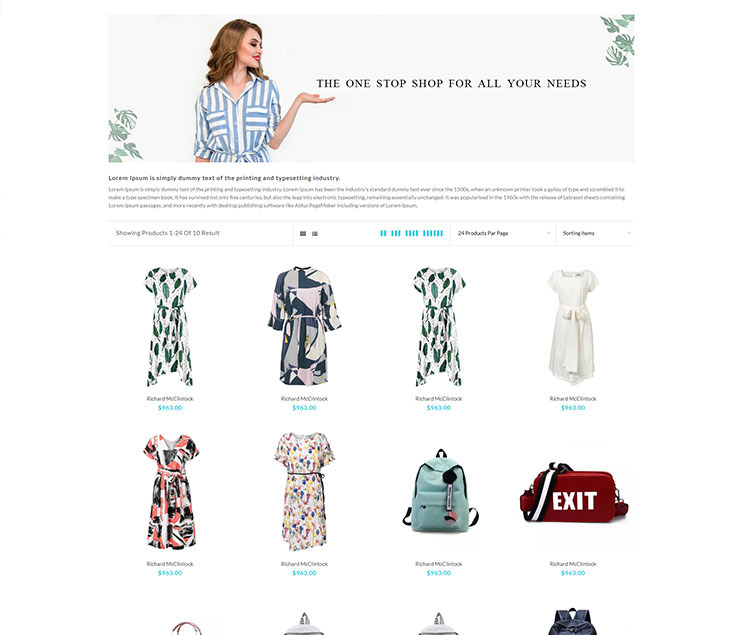 THE ONE STOP SHOP FOR ALL YOUR NEEDS
Lorem Ipsum is simply dummy text of the printing and typesetting industry.
Lorem Ipsum is simply dummy text of the printing and typesetting industry. Lorem Ipsum has been the industry's standard dummy text ever since the 1500s, when an unknown printer took a galley of type and scrambled it to
make a type specimen book. It has survived not only five centuries, but also the leap into electronic typesetting, remaining essentially unchanged. It was popularised in the 1960s with the release of Letraset sheets containing
Lorem Ipsum passages, and more recently with desktop publishing software like Aldus PageMaker including versions of Lorem Ipsum.
Showing Products 1-24 Of 10 Result
24 Products Par Page
Sorting items
Richard McClintock
$963.00
Richard McClintock
$963.00
Richard McClintock
$963.00
Richard McClintock
$963.00
EXIT
Richard McClintock
$963.00
Richard McClintock
$963.00
Richard McClintock
$963.00
Richard McClintock
$963.00